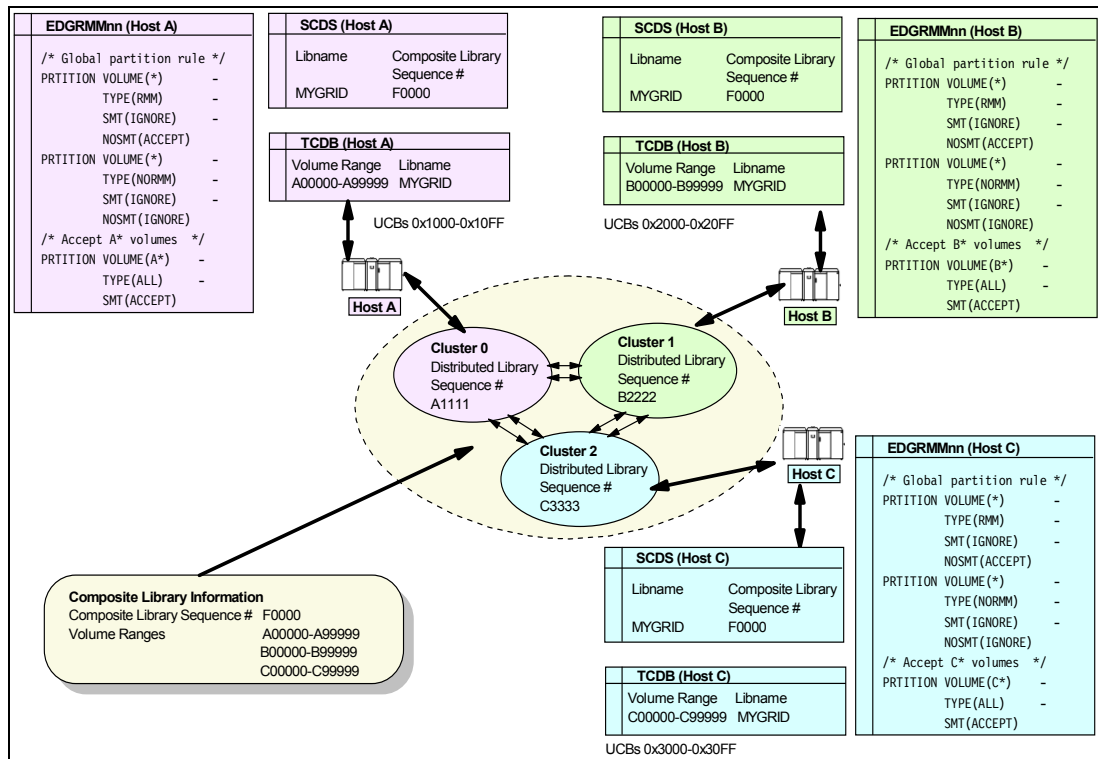 EDGRMMnn (Host A)
/* Global partition rule */
PRTITION VOLUME(*) -
TYPE(RMM) -
SMT(IGNORE) -
NOSMT(ACCEPT)
PRTITION VOLUME(*) -
TYPE(NORMM) -
SMT(IGNORE) -
NOSMT(IGNORE)
/* Accept A* volumes */
PRTITION VOLUME(A*) -
TYPE(ALL) -
SMT(ACCEPT)
SCDS (Host A)
Libname Composite Library
Sequence #
MYGRID F0000
TCDB (Host A)
Volume Range Libname
A00000-A99999 MYGRID
UCBs 0x1000-0x10FF
Host A
SCDS (Host B)
Libname Composite Library
Sequence #
MYGRID F0000
TCDB (Host B)
Volume Range Libname
B00000-B99999 MYGRID
UCBs 0x2000-0x20FF
Host B
EDGRMMnn (Host B)
/* Global partition rule */
PRTITION VOLUME(*) -
TYPE(RMM) -
SMT(IGNORE) -
NOSMT(ACCEPT)
PRTITION VOLUME(*) -
TYPE(NORMM) -
SMT(IGNORE) -
NOSMT(IGNORE)
/* Accept B* volumes */
PRTITION VOLUME(B*) -
TYPE(ALL) -
SMT(ACCEPT)
Cluster 0
Distributed Library
Sequence #
A1111
Cluster 1
Distributed Library
Sequence #
B2222
Cluster 2
Distributed Library
Sequence #
C3333
Host C
Composite Library Information
Composite Library Sequence # F0000
Volume Ranges A00000-A99999
B00000-B99999
C00000-C99999
SCDS (Host C)
Libname Composite Library
Sequence #
MYGRID F0000
TCDB (Host C)
Volume Range Libname
C00000-C99999 MYGRID
UCBs 0x3000-0x30FF
EDGRMMnn (Host C)
/* Global partition rule */
PRTITION VOLUME(*) -
TYPE(RMM) -
SMT(IGNORE) -
NOSMT(ACCEPT)
PRTITION VOLUME(*) -
TYPE(NORMM) -
SMT(IGNORE) -
NOSMT(IGNORE)
/* Accept C* volumes */
PRTITION VOLUME(C*) -
TYPE(ALL) -
SMT(ACCEPT)